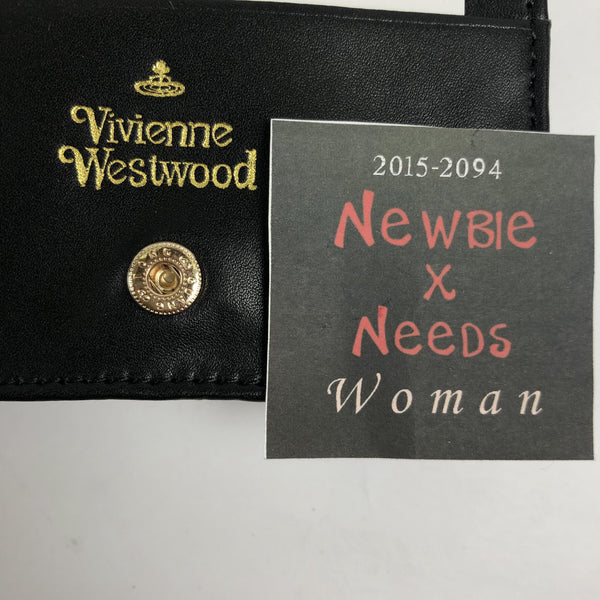 Vivienne
Westwood
2015-2094
NEWBIE
X
NEEDS
Woman